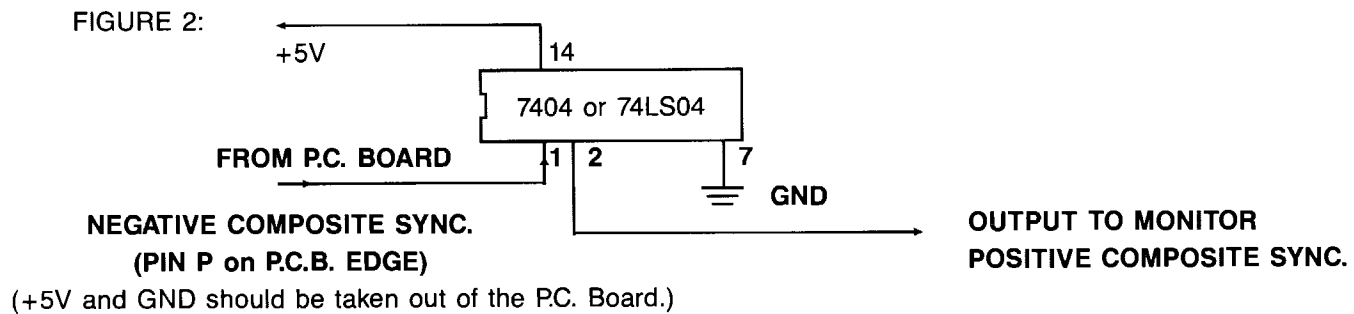 FIGURE 2:
+5V
14
7404 or 74LS04
FROM P.C. BOARD
1 2
7
GND
NEGATIVE COMPOSITE SYNC.
(PIN P on P.C.B. EDGE)
OUTPUT TO MONITOR
POSITIVE COMPOSITE SYNC.
(+5V and GND should be taken out of the P.C. Board.)